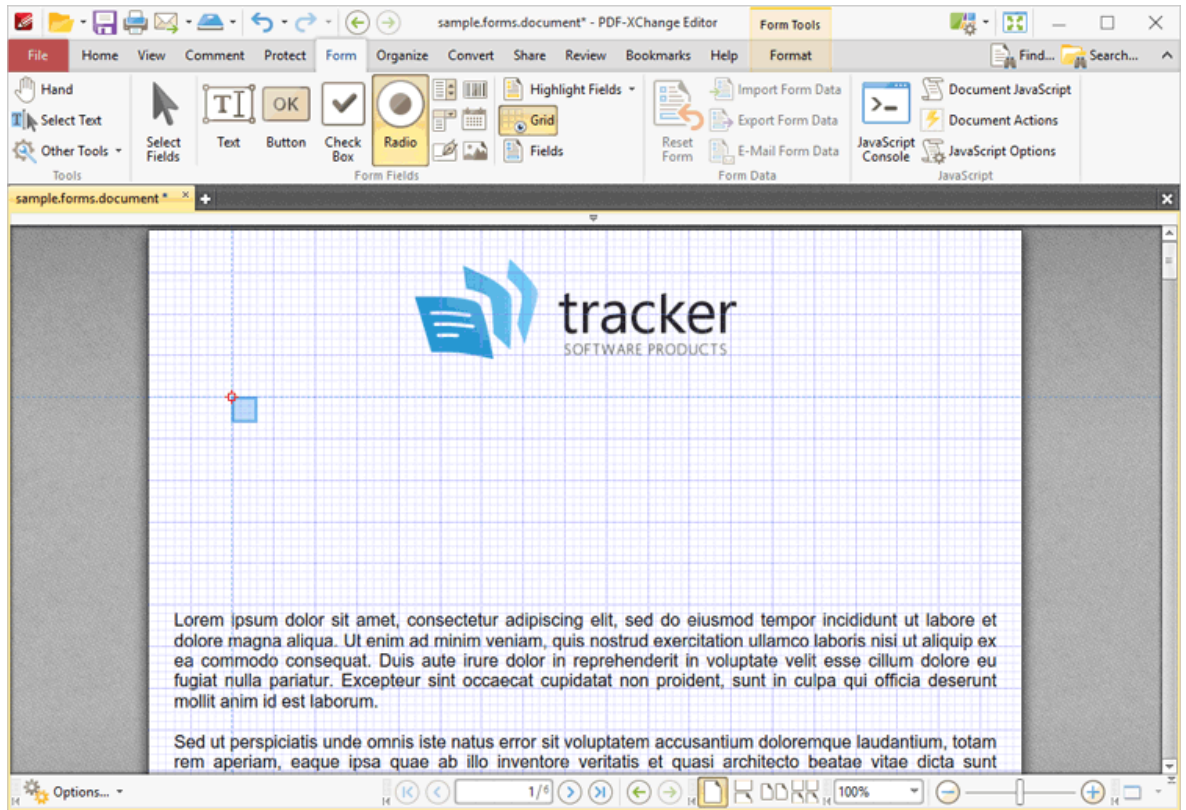 sample.forms.document* - PDF-XChange Editor
Form Tools
File Home View Comment Protect Form Organize Convert Share Review Bookmarks Help Format Find... Search...
Hand
Select Text
Other Tools
Tools
Select Fields
Text
OK
Button
Check Box
Radio
Highlight Fields
Grid
Fields
Form Fields
Reset Form
Import Form Data
Export Form Data
E-Mail Form Data
Form Data
JavaScript Console
Document JavaScript
Document Actions
JavaScript Options
JavaScript
sample.forms.document *
tracker
SOFTWARE PRODUCTS
Lorem ipsum dolor sit amet, consectetur adipiscing elit, sed do eiusmod tempor incididunt ut labore et
dolore magna aliqua. Ut enim ad minim veniam, quis nostrud exercitation ullamco laboris nisi ut aliquip ex
ea commodo consequat. Duis aute irure dolor in reprehenderit in voluptate velit esse cillum dolore eu
fugiat nulla pariatur. Excepteur sint occaecat cupidatat non proident, sunt in culpa qui officia deserunt
mollit anim id est laborum.
Sed ut perspiciatis unde omnis iste natus error sit voluptatem accusantium doloremque laudantium, totam
rem aperiam, eaque ipsa quae ab illo inventore veritatis et quasi architecto beatae vitae dicta sunt
Options... 1/6 100%